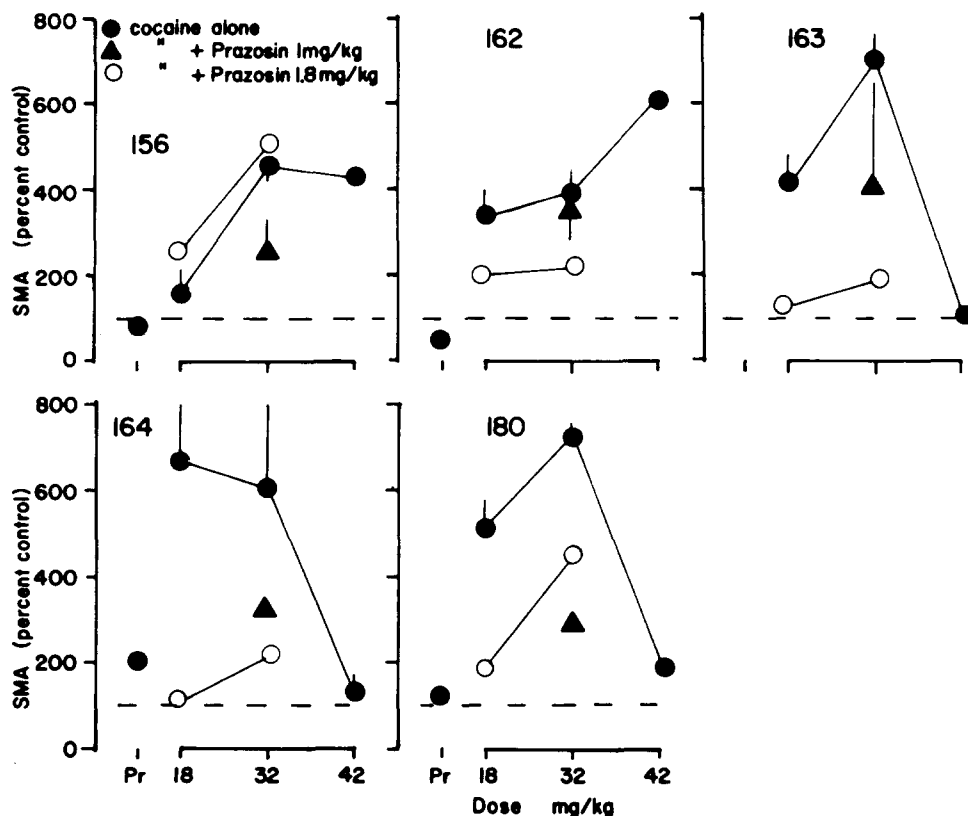 800
600
400
200
0
SMA (percent control)
cocaine alone
" + Prazosin 1mg/kg
" + Prazosin 1.8mg/kg
156
162
163
800
600
400
200
0
SMA (percent control)
164
180
Pr 18 32 42
Pr 18 32 42
Dose mg/kg